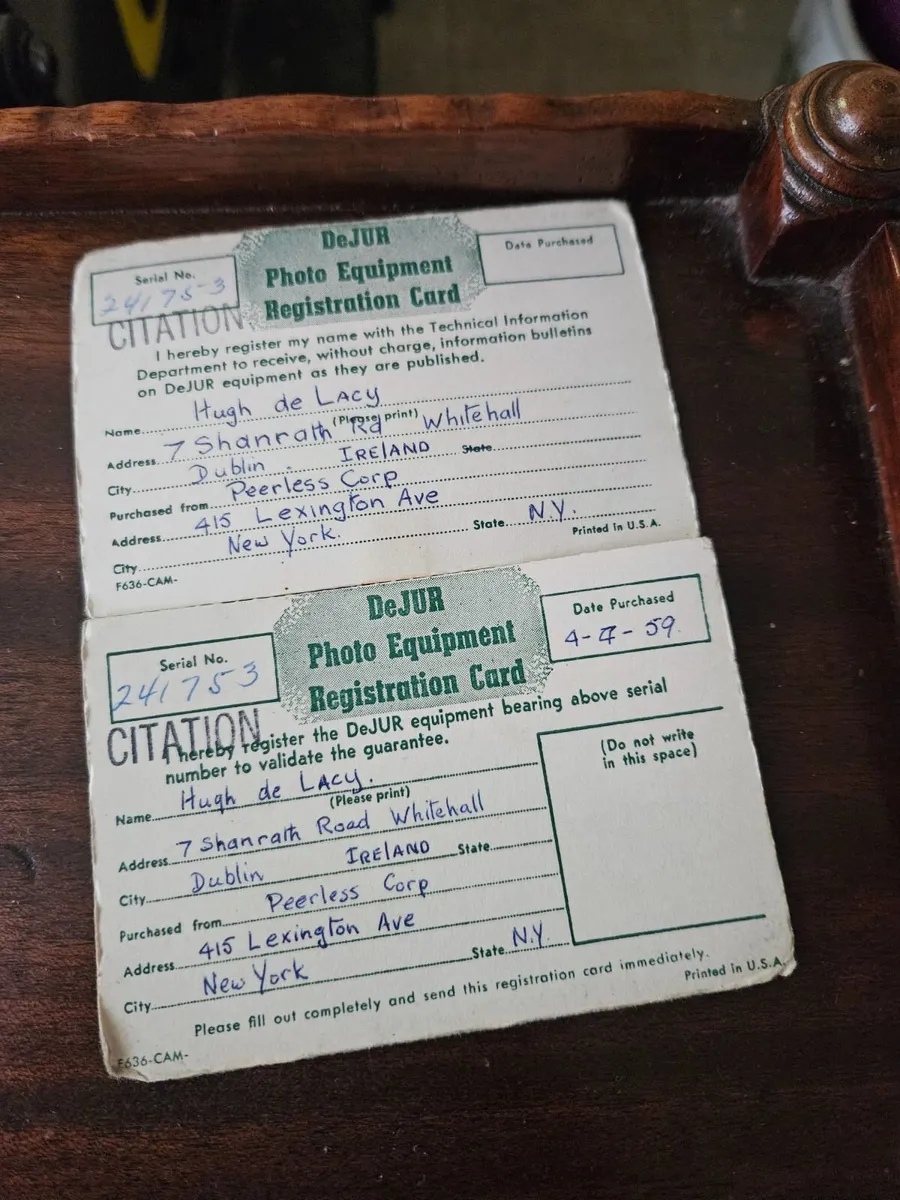 DeJUR
Photo Equipment
Registration Card
Serial No.
241753
Date Purchased
CITATION
I hereby register my name with the Technical Information
Department to receive, without charge, information bulletins
on DeJUR equipment as they are published.
Name Hugh de LACY
(Please print)
Address 7 Shanrath Rd Whitehall
City Dublin. IRELAND State
Purchased from Peerless Corp
Address 415 Lexington Ave
City New York. State N.Y.
F636-CAM-
Printed in U.S.A.
DeJUR
Photo Equipment
Registration Card
Serial No.
241753
Date Purchased
4-7-59.
CITATION
I hereby register the DeJUR equipment bearing above serial
number to validate the guarantee.
(Do not write
in this space)
Name Hugh de LACY.
(Please print)
Address 7 Shanrath Road Whitehall
City Dublin IRELAND State
Purchased from Peerless Corp
Address 415 Lexington Ave
City New York State N.Y.
Please fill out completely and send this registration card immediately.
F636-CAM-
Printed in U.S.A.